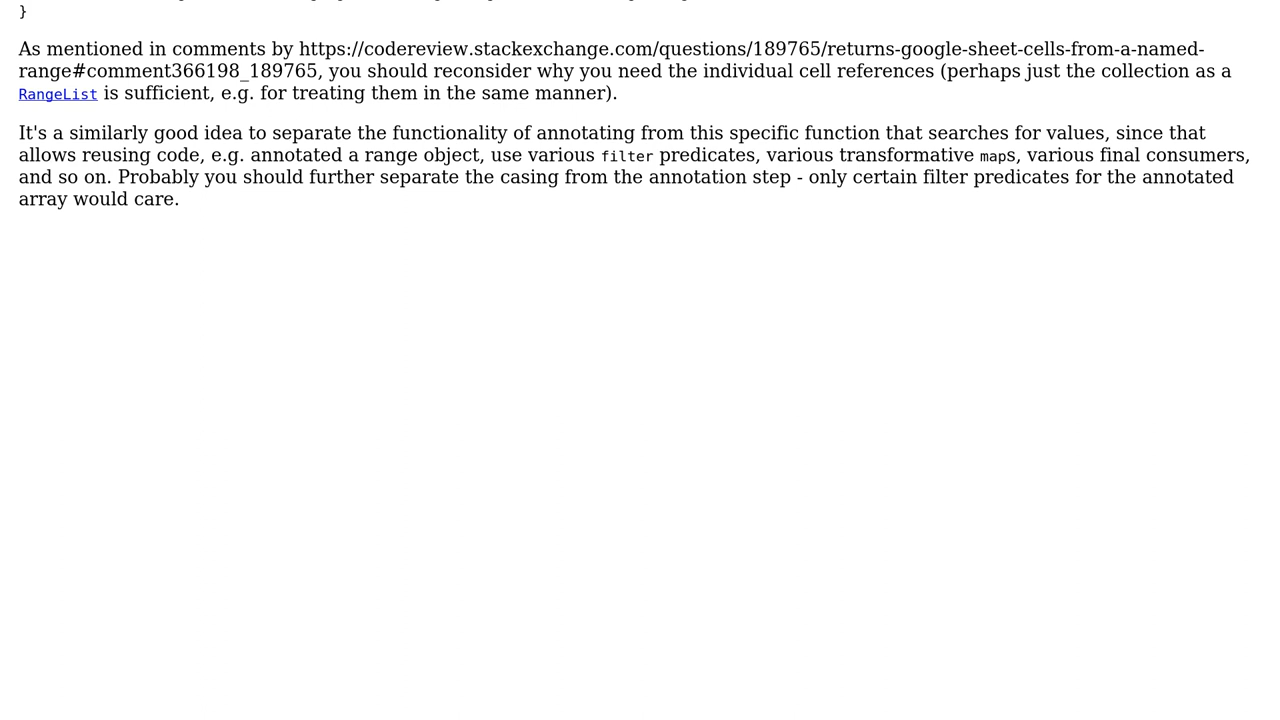 }
As mentioned in comments by https://codereview.stackexchange.com/questions/189765/returns-google-sheet-cells-from-a-named-
range#comment366198_189765, you should reconsider why you need the individual cell references (perhaps just the collection as a
RangeList is sufficient, e.g. for treating them in the same manner).
It's a similarly good idea to separate the functionality of annotating from this specific function that searches for values, since that
allows reusing code, e.g. annotated a range object, use various filter predicates, various transformative maps, various final consumers,
and so on. Probably you should further separate the casing from the annotation step - only certain filter predicates for the annotated
array would care.